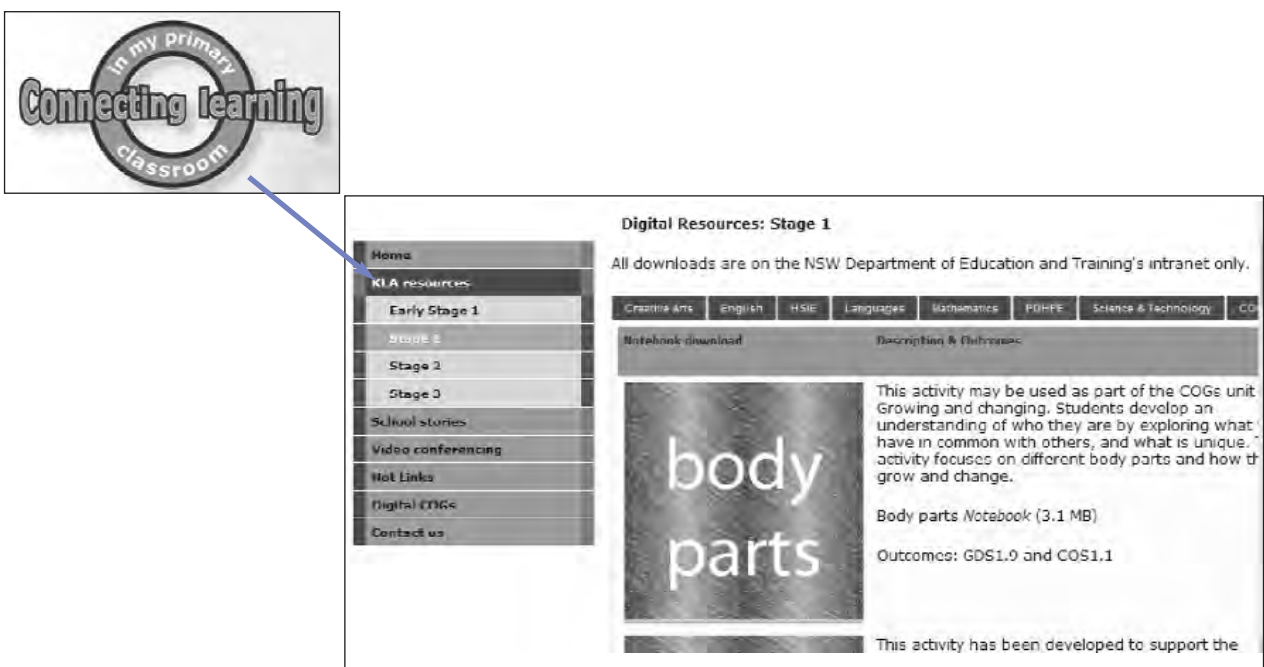 in my primary
Connecting learning
classroom
Digital Resources: Stage 1
All downloads are on the NSW Department of Education and Training's intranet only.
Home
KLA resources
Early Stage 1
Stage 1
Stage 2
Stage 3
School stories
Video conferencing
Hot Links
Digital COGs
Contact us
Creative Arts English HSIE Languages Mathematics PDHPE Science & Technology CO
Notebook download Description & Outcomes
body
parts
This activity may be used as part of the COGs unit
Growing and changing. Students develop an
understanding of who they are by exploring what
have in common with others, and what is unique.
activity focuses on different body parts and how th
grow and change.
Body parts Notebook (3.1 MB)
Outcomes: GDS1.9 and COS1.1
This activity has been developed to support the